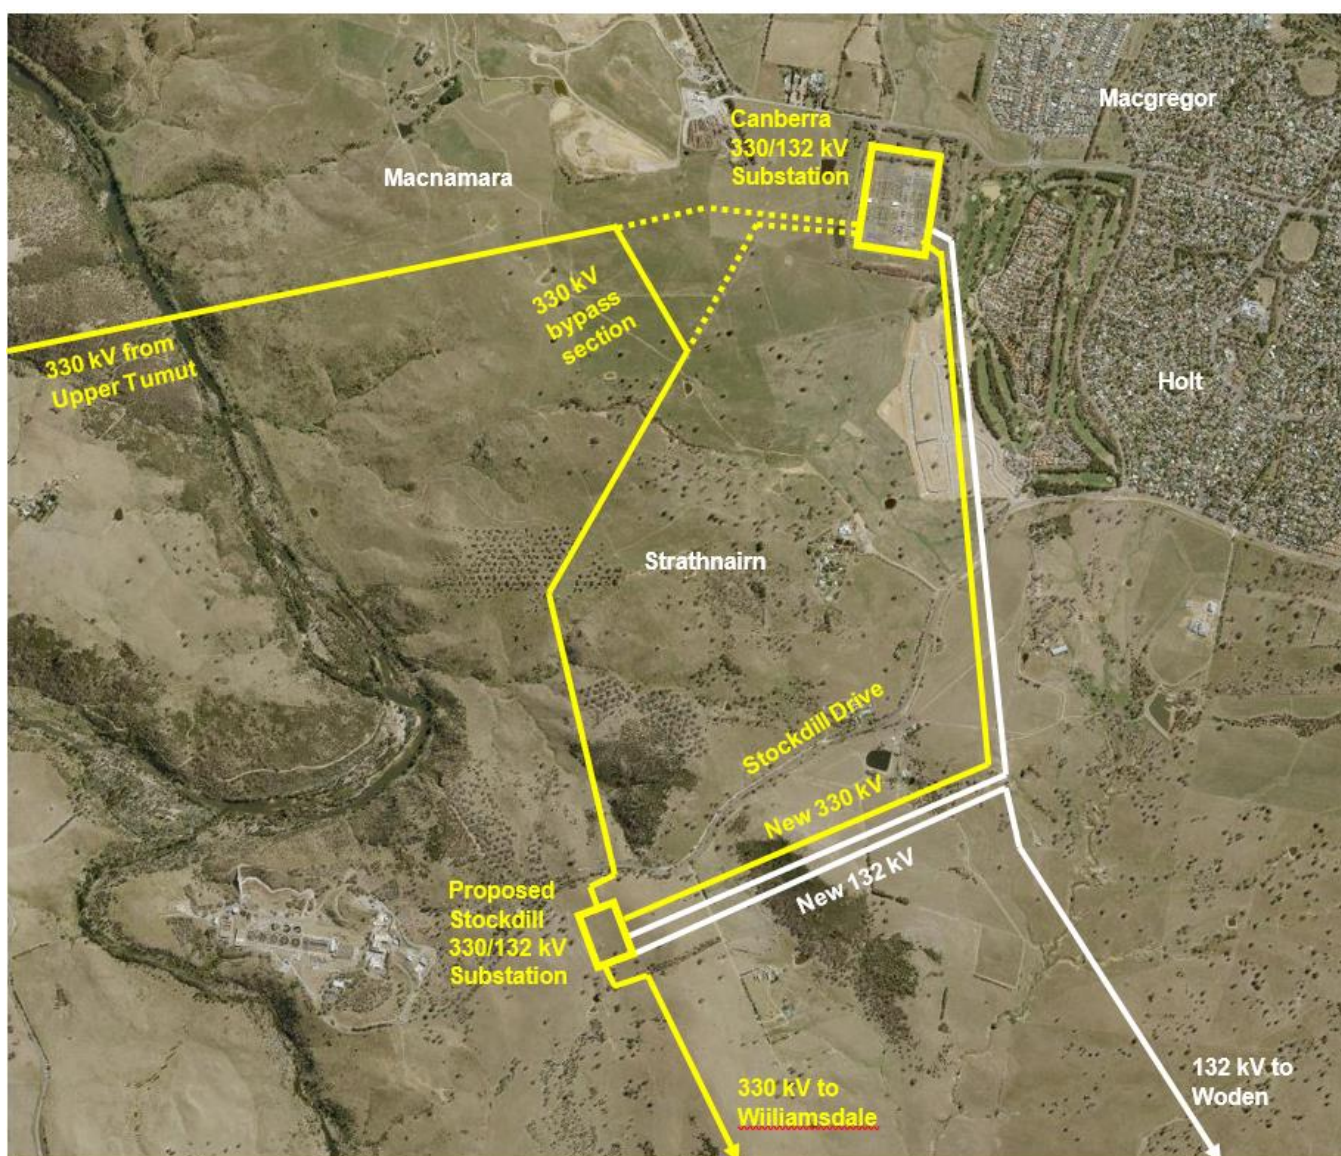 Macgregor
Canberra
330/132 kV
Substation
Macnamara
330 kV
bypass
section
330 kV from
Upper Tumut
Holt
Strathnairn
Stockdill Drive
New 330 kV
New 132 kV
Proposed
Stockdill
330/132 kV
Substation
132 kV to
Woden
330 kV to
Wiiliamsdale